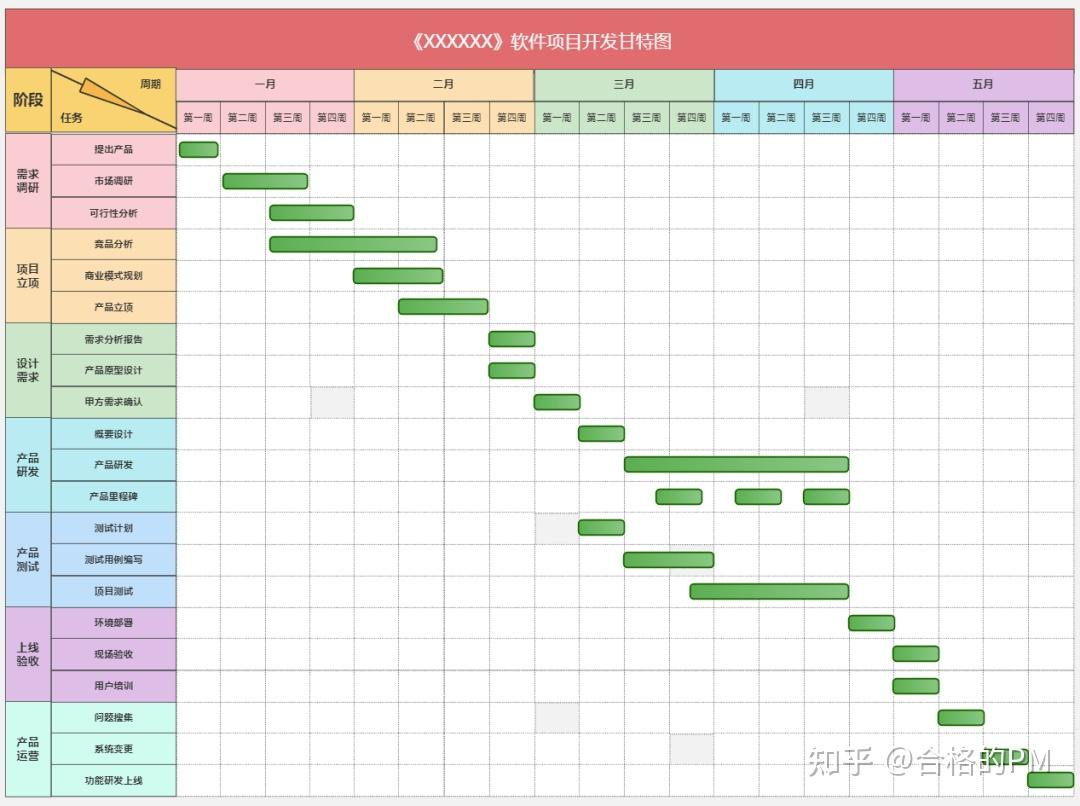 《XXXXXX》软件项目开发甘特图
阶段
周期
任务
一月
二月
三月
四月
五月
第一周 第二周 第三周 第四周 第一周 第二周 第三周 第四周 第一周 第二周 第三周 第四周 第一周 第二周 第三周 第四周 第一周 第二周 第三周 第四周
需求
调研
提出产品
市场调研
可行性分析
项目
立项
竞品分析
商业模式规划
产品立项
设计
需求
需求分析报告
产品原型设计
甲方需求确认
产品
研发
概要设计
产品研发
产品里程碑
产品
测试
测试计划
测试用例编写
项目测试
上线
验收
环境部署
现场验收
用户培训
产品
运营
问题搜集
系统变更
功能研发上线
知乎 @合格的PM